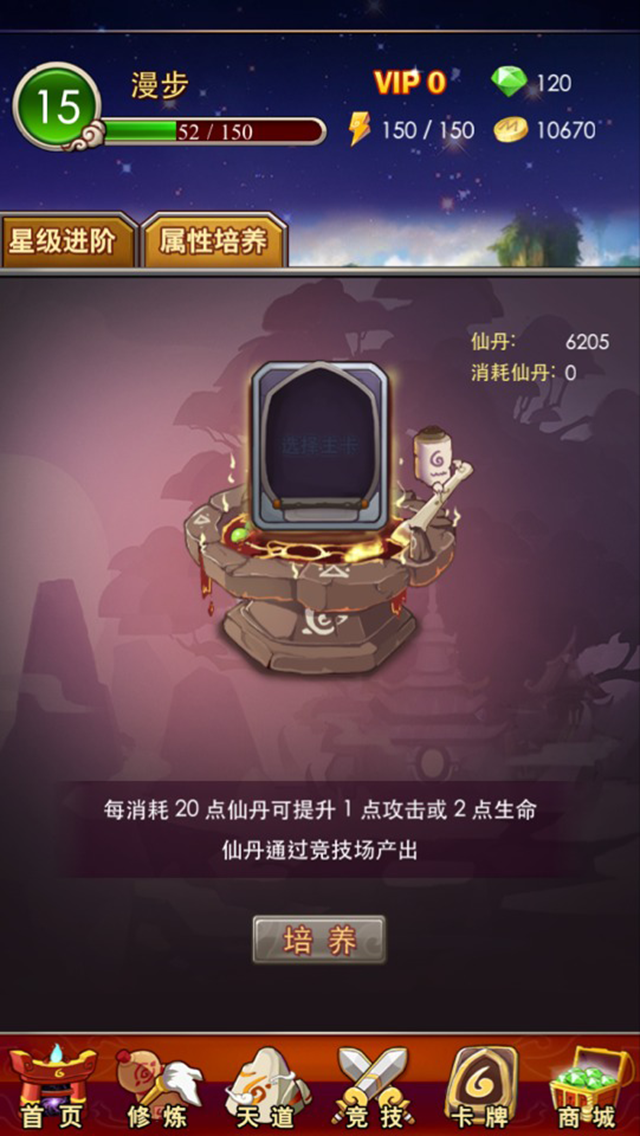 15
漫步
VIP 0
120
52 / 150
150 / 150
10670
星级进阶
属性培养
仙丹: 6205
消耗仙丹: 0
选择主卡
每消耗 20 点仙丹可提升 1 点攻击或 2 点生命
仙丹通过竞技场产出
培养
首页
修炼
天道
竞技
卡牌
商城